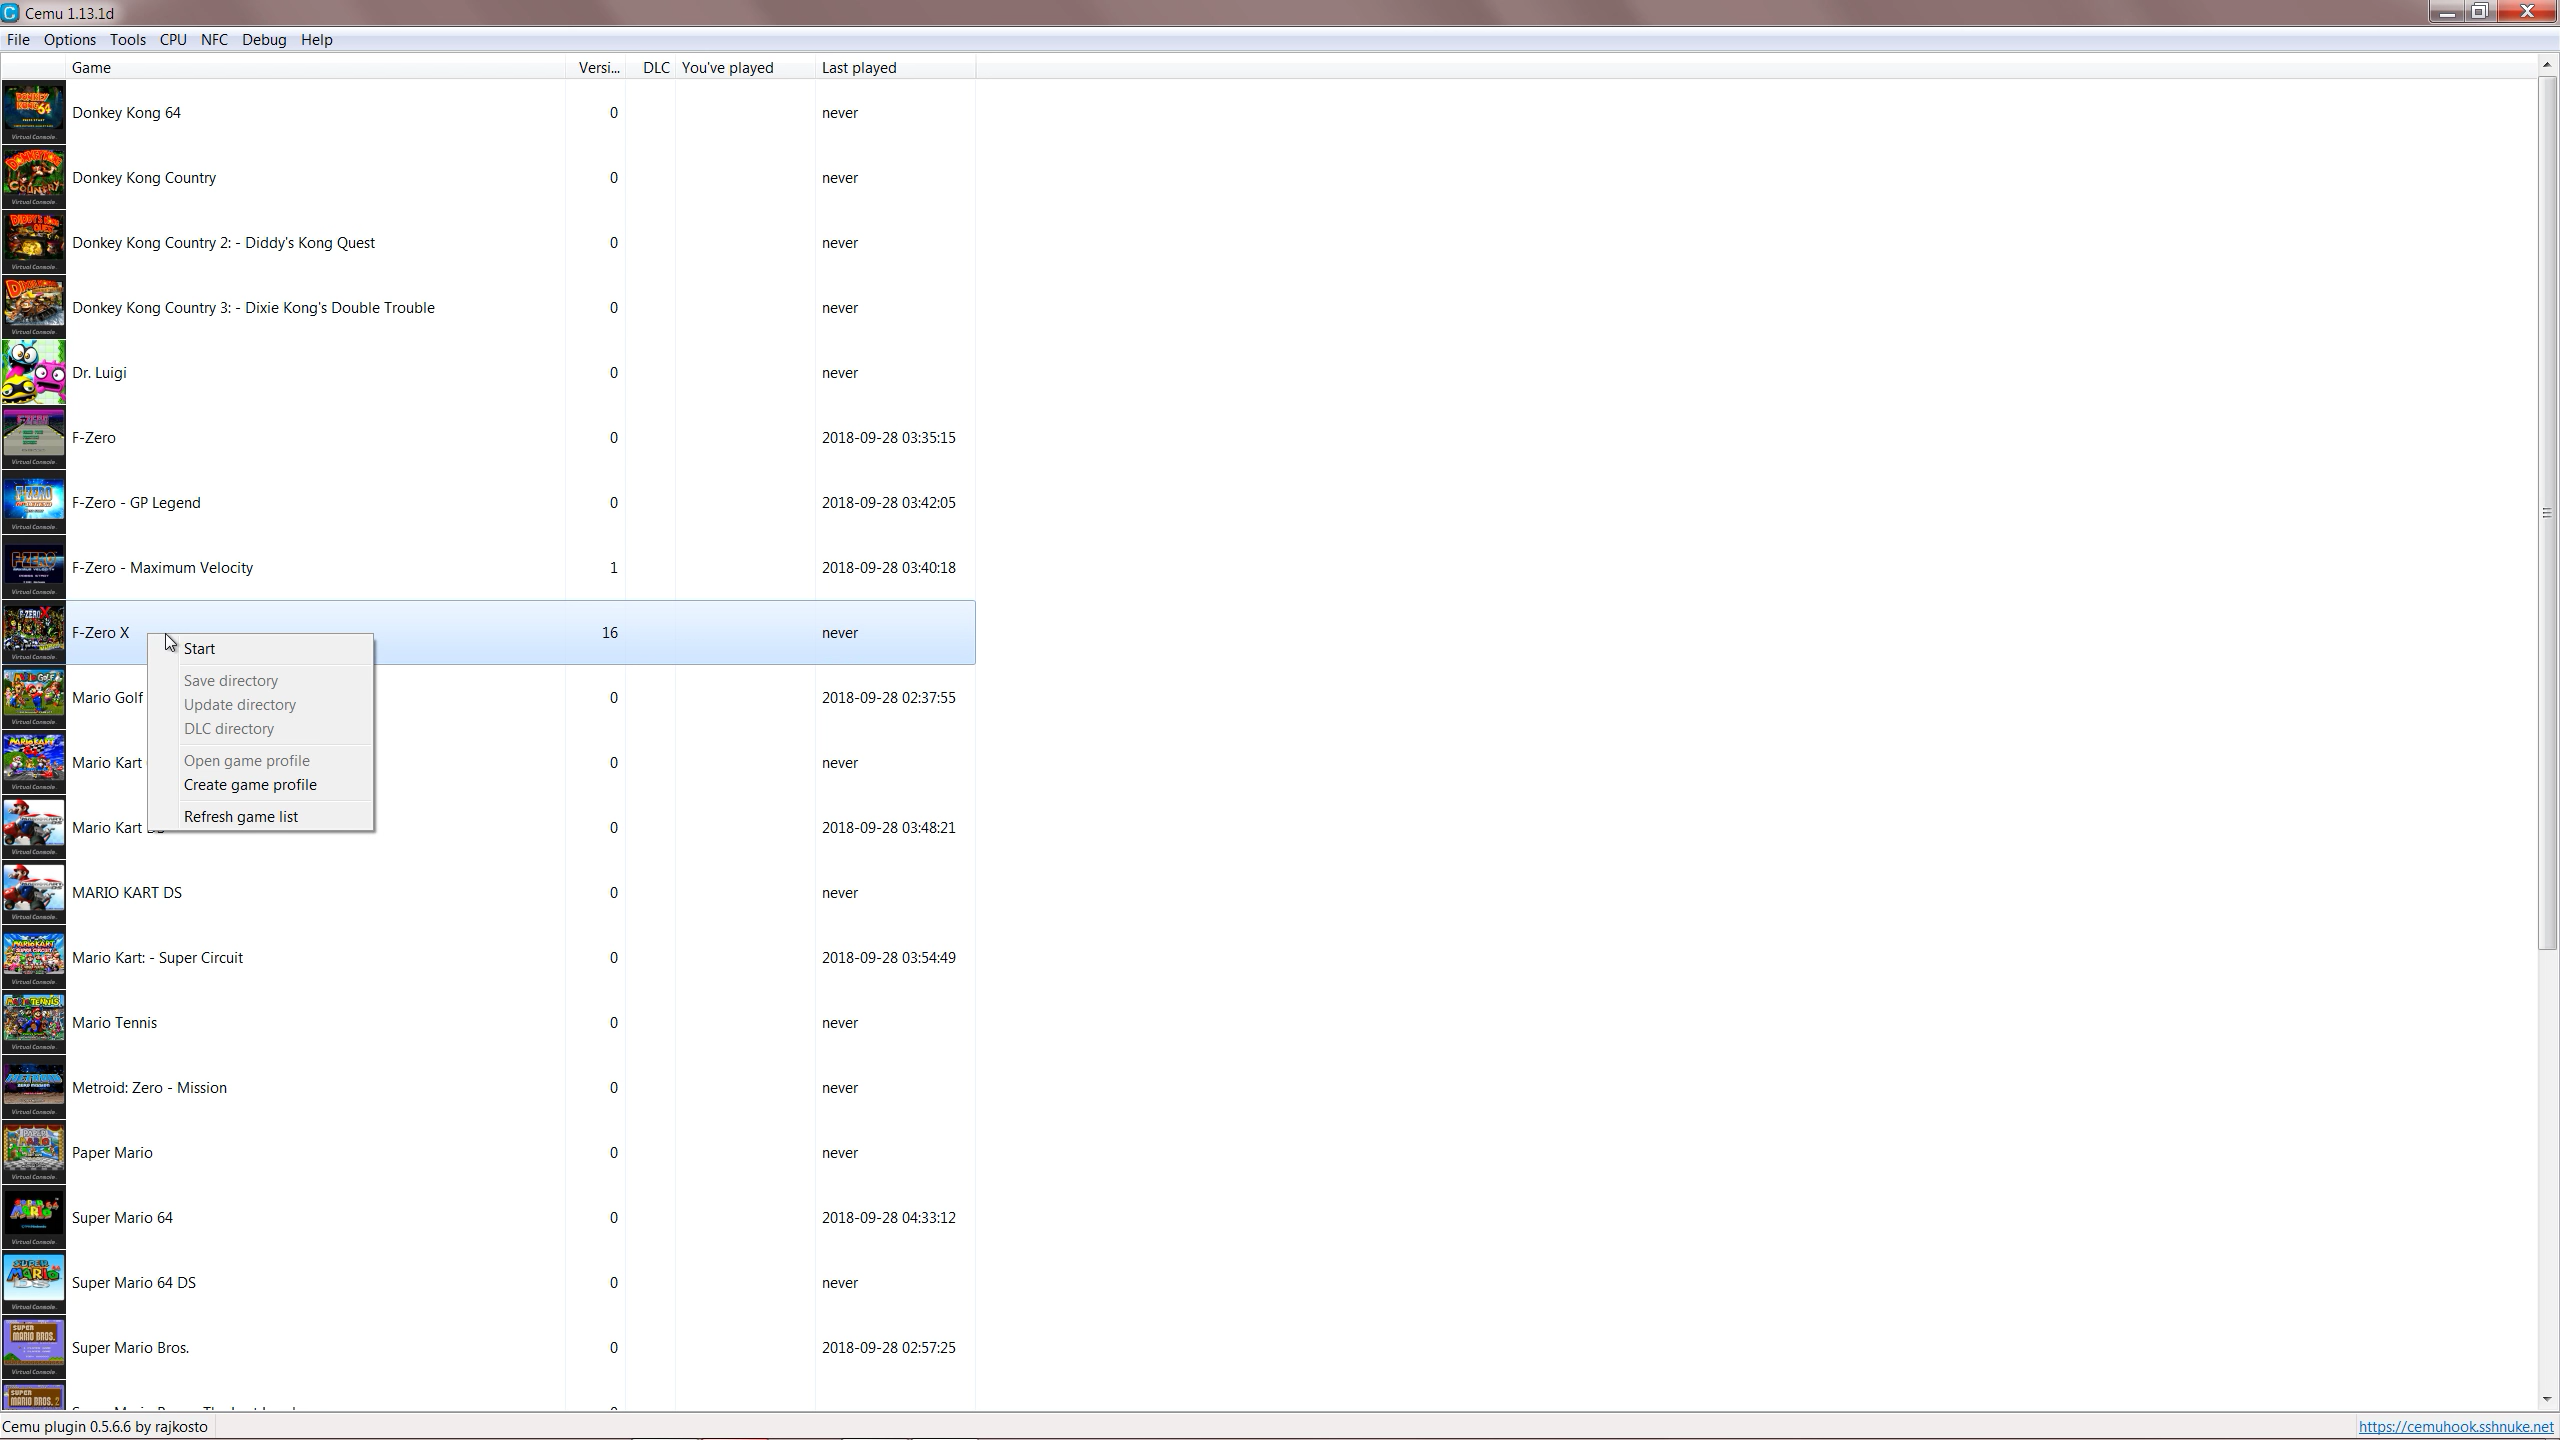 Cemu 1.13.1d
File Options Tools CPU NFC Debug Help
Game Versi... DLC You've played Last played
Donkey Kong 64 0 never
Donkey Kong Country 0 never
Donkey Kong Country 2: - Diddy's Kong Quest 0 never
Donkey Kong Country 3: - Dixie Kong's Double Trouble 0 never
Dr. Luigi 0 never
F-Zero 0 2018-09-28 03:35:15
F-Zero - GP Legend 0 2018-09-28 03:42:05
F-Zero - Maximum Velocity 1 2018-09-28 03:40:18
F-Zero X 16 never
Start
Save directory
Update directory
DLC directory
Open game profile
Create game profile
Refresh game list
Mario Golf 0 2018-09-28 02:37:55
Mario Kart 0 never
Mario Kart 0 2018-09-28 03:48:21
MARIO KART DS 0 never
Mario Kart: - Super Circuit 0 2018-09-28 03:54:49
Mario Tennis 0 never
Metroid: Zero - Mission 0 never
Paper Mario 0 never
Super Mario 64 0 2018-09-28 04:33:12
Super Mario 64 DS 0 never
Super Mario Bros. 0 2018-09-28 02:57:25
Cemu plugin 0.5.6.6 by rajkosto
https://cemuhook.sshnuke.net